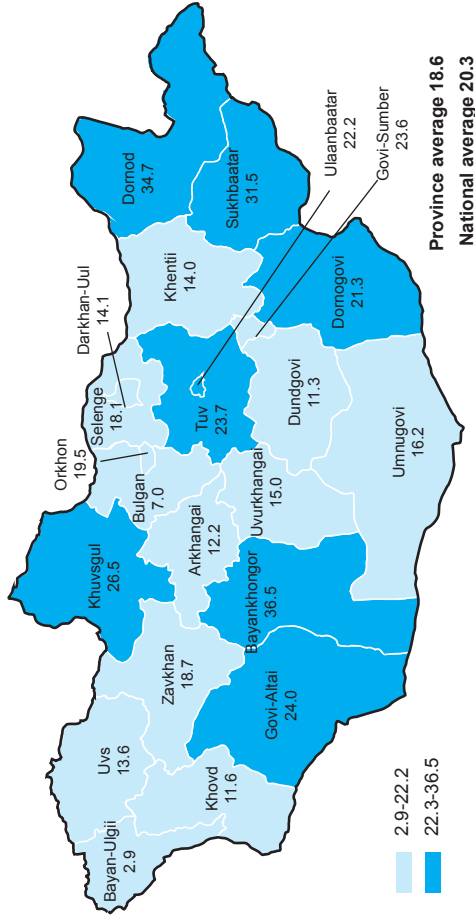 Bayan-Ulgii
2.9
Uvs
13.6
Khovd
11.6
Zavkhan
18.7
Govi-Altai
24.0
Khuvsgul
26.5
Bayankhongor
36.5
Arkhangai
12.2
Bulgan
7.0
Orkhon
19.5
Uvurkhangai
15.0
Selenge
18.1
Darkhan-Uul
14.1
Tuv
23.7
Umnugovi
16.2
Dundgovi
11.3
Khentii
14.0
Dornogovi
21.3
Dornod
34.7
Sukhbaatar
31.5
Ulaanbaatar
22.2
Govi-Sumber
23.6
2.9-22.2
22.3-36.5
Province average 18.6
National average 20.3